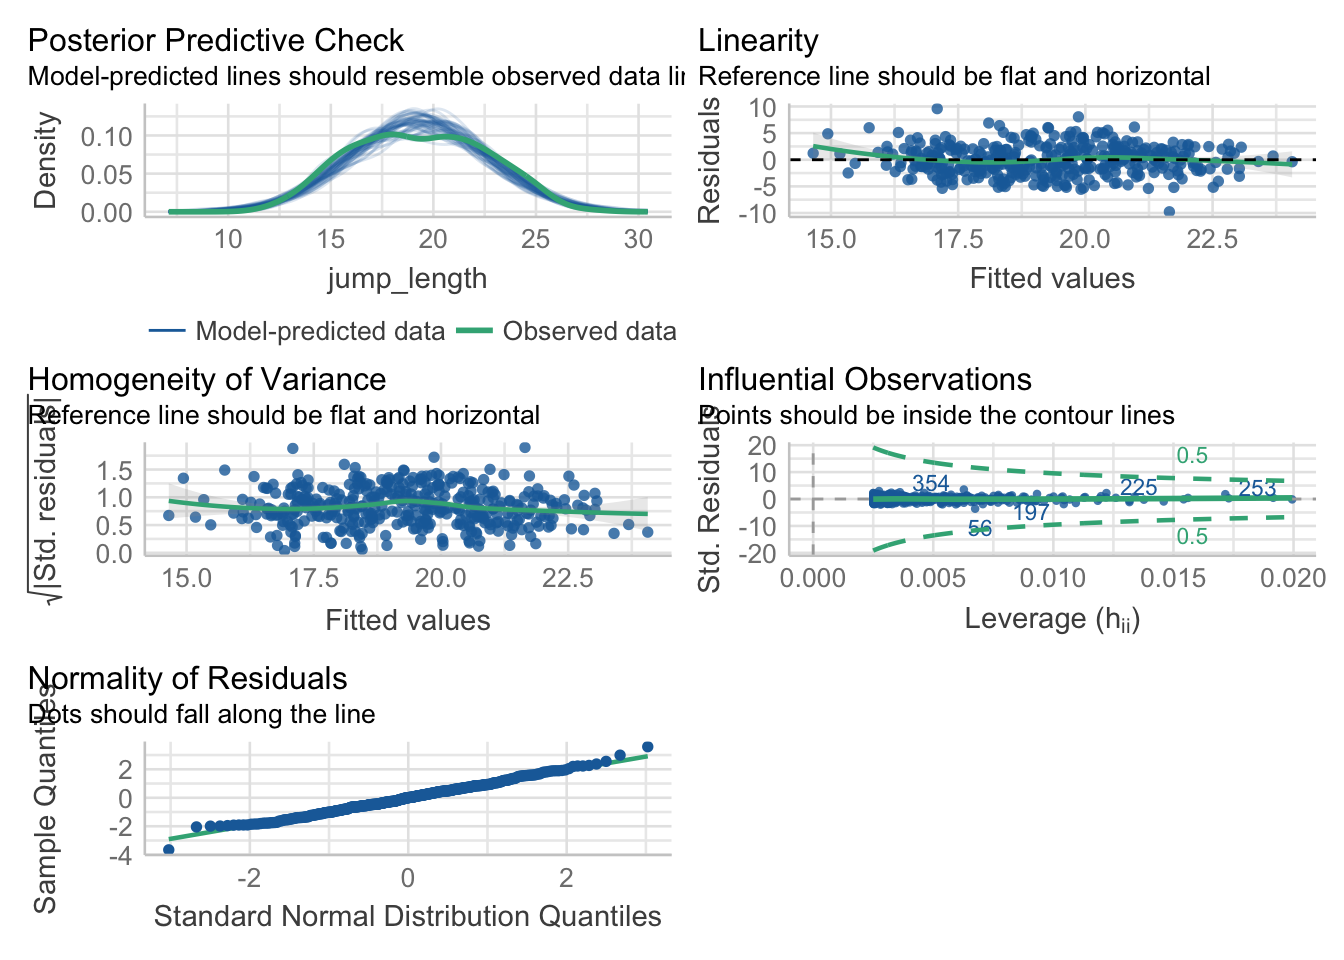 Posterior Predictive Check
Model-predicted lines should resemble observed data lin
Density
0.10
0.05
0.00
10 15 20 25 30
jump_length
Model-predicted data Observed data
Linearity
Reference line should be flat and horizontal
Residuals
10
5
0
-5
-10
15.0 17.5 20.0 22.5
Fitted values
Homogeneity of Variance
Reference line should be flat and horizontal
√|Std. residuals|
1.5
1.0
0.5
0.0
15.0 17.5 20.0 22.5
Fitted values
Influential Observations
Points should be inside the contour lines
Std. Residuals
20
10
0
-10
-20
0.5
354 225 253
197
56
0.5
0.000 0.005 0.010 0.015 0.020
Leverage (hii)
Normality of Residuals
Dots should fall along the line
Sample Quantiles
2
0
-2
-4
-2 0 2
Standard Normal Distribution Quantiles